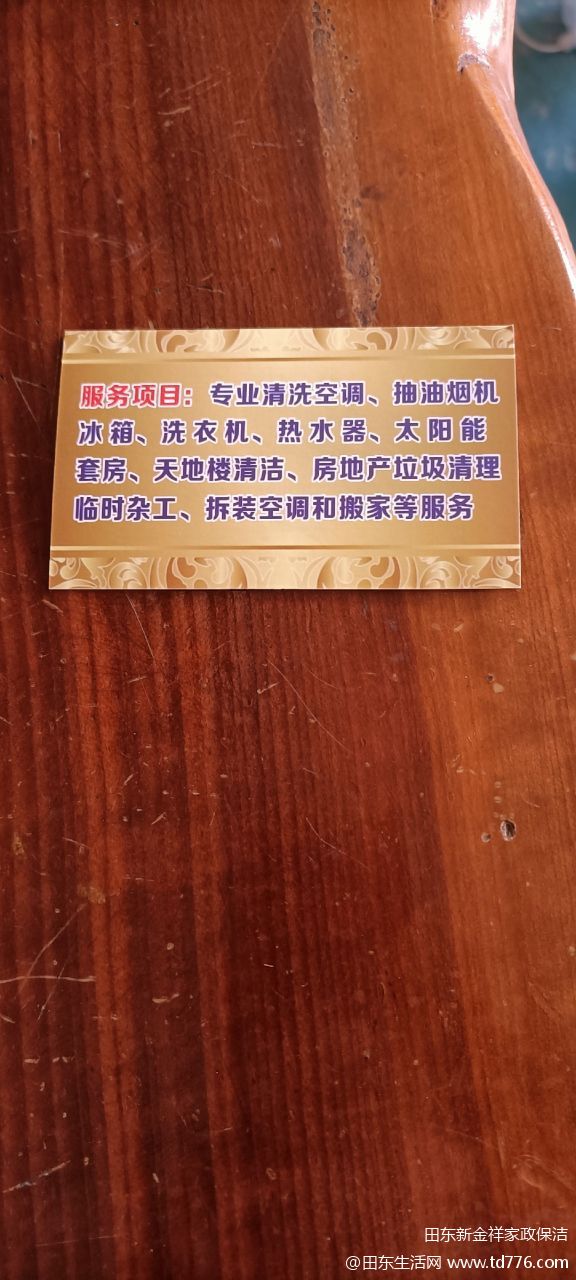 服务项目：专业清洗空调、抽油烟机
冰箱、洗衣机、热水器、太阳能
套房、天地楼清洁、房地产垃圾清理
临时杂工、拆装空调和搬家等服务
田东新金祥家政保洁
@田东生活网 www.td776.com